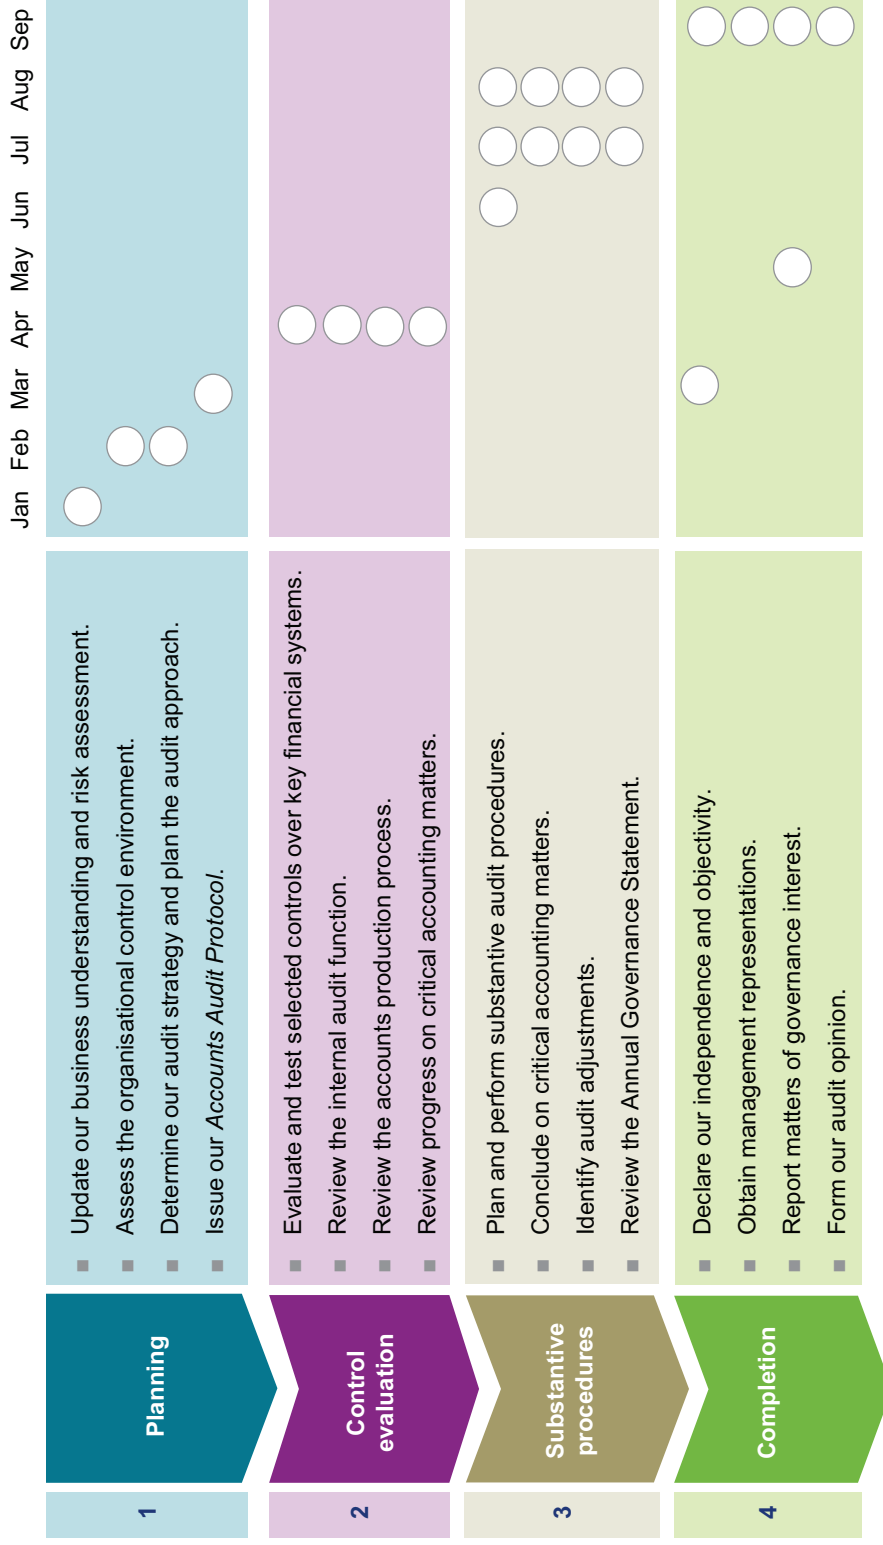 Jan Feb Mar Apr May Jun Jul Aug Sep
1
Planning
Update our business understanding and risk assessment.
Assess the organisational control environment.
Determine our audit strategy and plan the audit approach.
Issue our Accounts Audit Protocol.
2
Control
evaluation
Evaluate and test selected controls over key financial systems.
Review the internal audit function.
Review the accounts production process.
Review progress on critical accounting matters.
3
Substantive
procedures
Plan and perform substantive audit procedures.
Conclude on critical accounting matters.
Identify audit adjustments.
Review the Annual Governance Statement.
4
Completion
Declare our independence and objectivity.
Obtain management representations.
Report matters of governance interest.
Form our audit opinion.